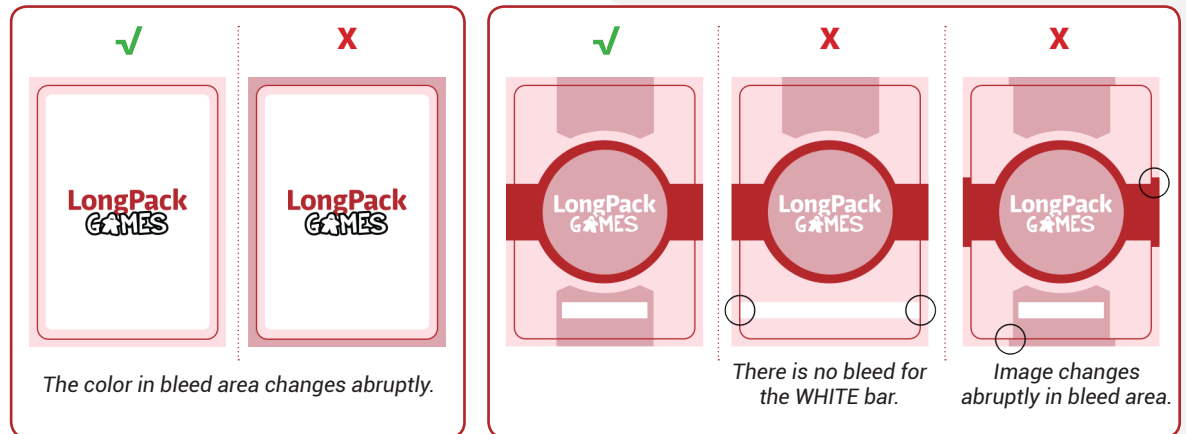 √
X
LongPack
GAMES
LongPack
GAMES
The color in bleed area changes abruptly.
√
X
X
LongPack
GAMES
LongPack
GAMES
LongPack
GAMES
There is no bleed for
the WHITE bar.
Image changes
abruptly in bleed area.